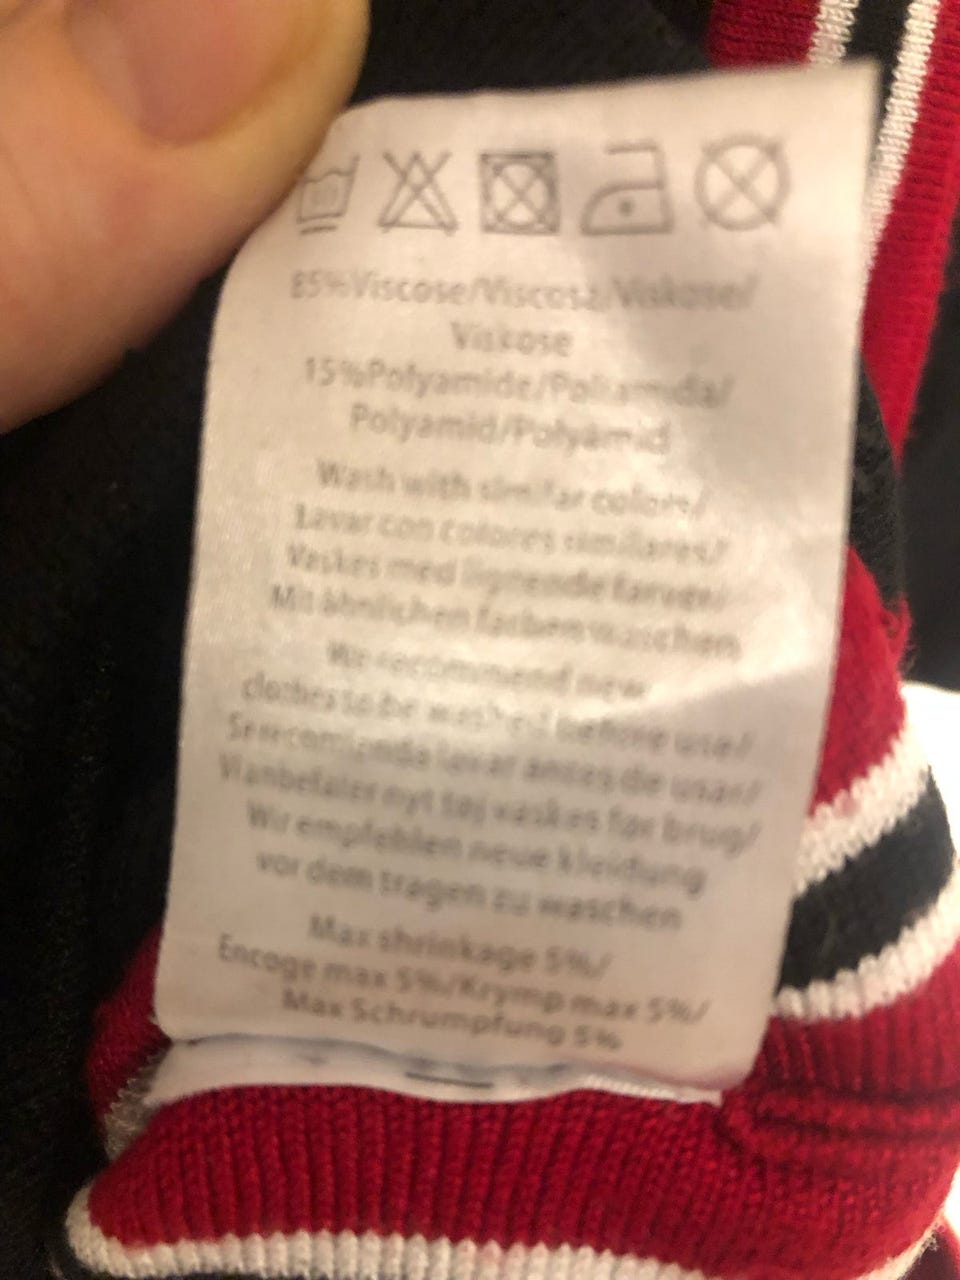 85%Viscose/Viscosa/Viskose/
Viskose
15%Polyamide/Poliamida/
Polyamid/Polyamid
Wash with similar colors/
Lavar con colores similares/
Vaskes med lignende farver/
Mit ähnlichen farben waschen
We recommend new
clothes to be washed before use/
Se recomienda lavar antes de usar/
Vi anbefaler nyt tøj vaskes før brug/
Wir empfehlen neue kleidung
vor dem tragen zu waschen
Max shrinkage 5%/
Encoge max 5%/Krymp max 5%/
Max Schrumpfung 5%